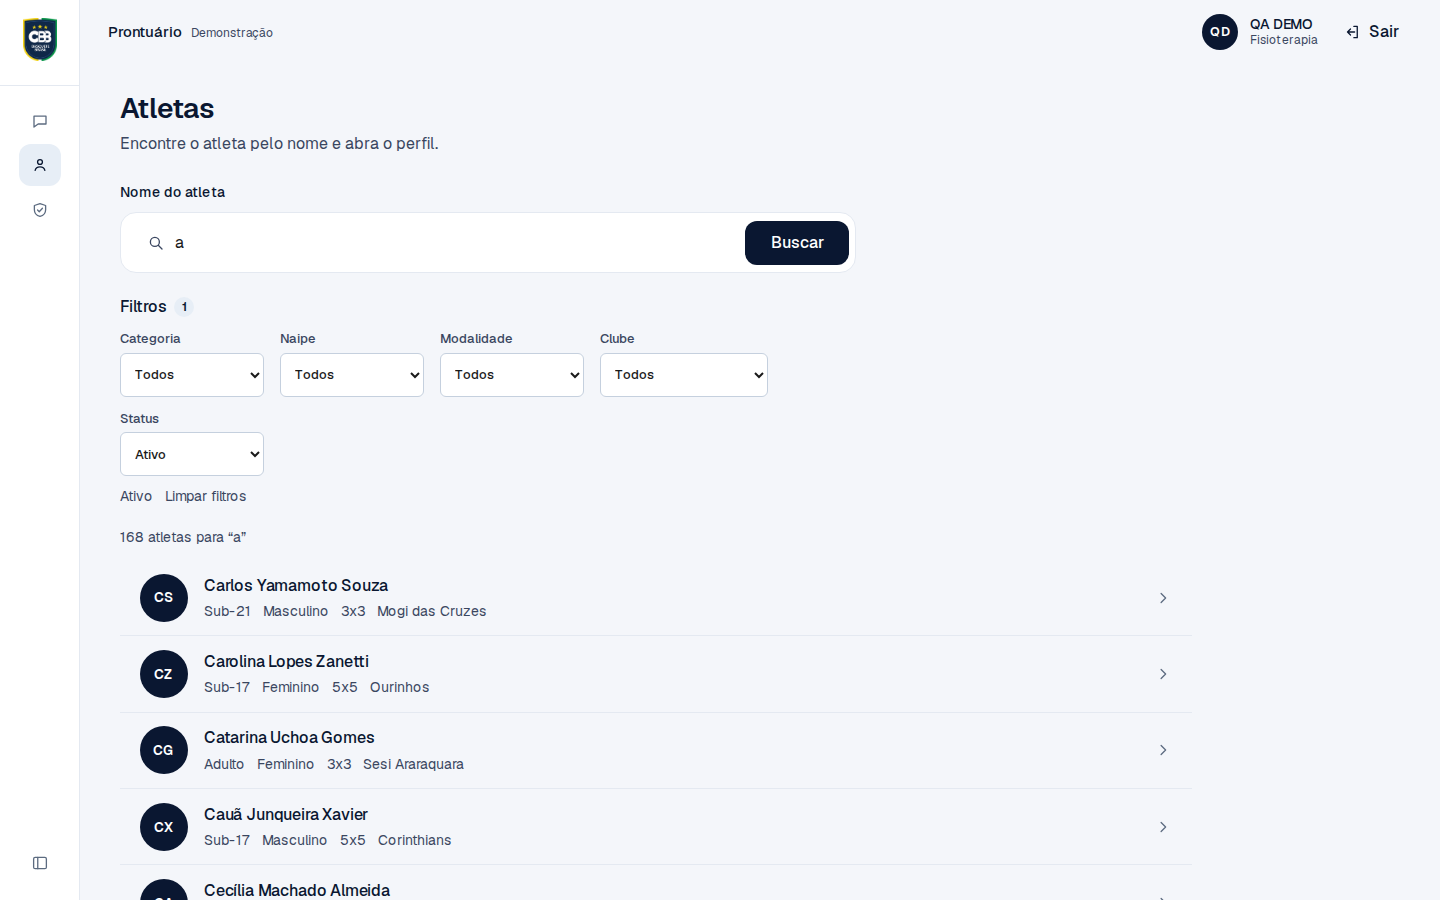 CBB
Prontuário Demonstração
QD
QA DEMO
Fisioterapia
Sair
Atletas
Encontre o atleta pelo nome e abra o perfil.
Nome do atleta
a
Buscar
Filtros 1
Categoria Naipe Modalidade Clube
Todos Todos Todos Todos
Status
Ativo
Ativo Limpar filtros
168 atletas para “a”
CS
Carlos Yamamoto Souza
Sub-21 Masculino 3x3 Mogi das Cruzes
CZ
Carolina Lopes Zanetti
Sub-17 Feminino 5x5 Ourinhos
CG
Catarina Uchoa Gomes
Adulto Feminino 3x3 Sesi Araraquara
CX
Cauã Junqueira Xavier
Sub-17 Masculino 5x5 Corinthians
Cecília Machado Almeida